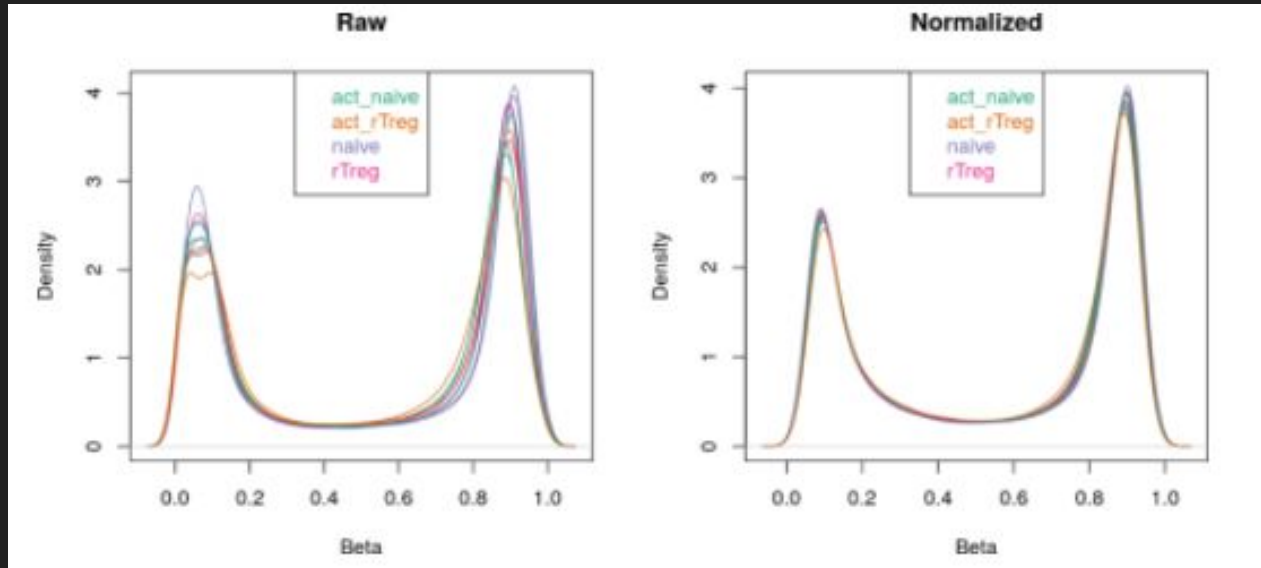 Raw
act_naive
act_rTreg
naive
rTreg
Density
0
1
2
3
4
0.0 0.2 0.4 0.6 0.8 1.0
Beta
Normalized
act_naive
act_rTreg
naive
rTreg
Density
0
1
2
3
4
0.0 0.2 0.4 0.6 0.8 1.0
Beta